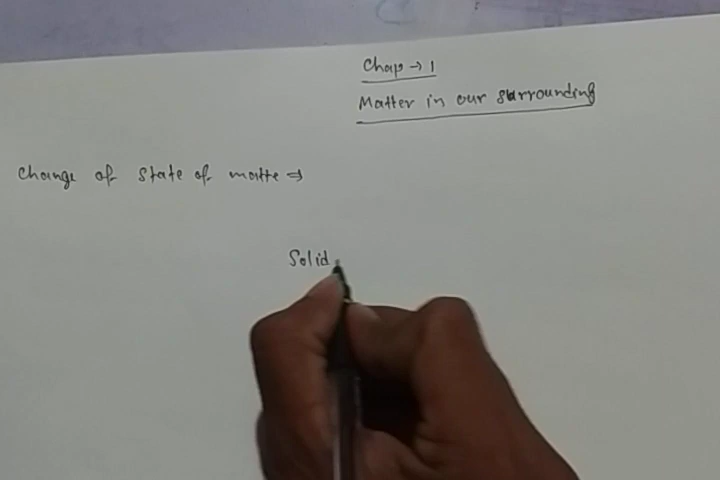 Chap → 1
Matter in our surrounding
Change of state of matte ⇒
Solid